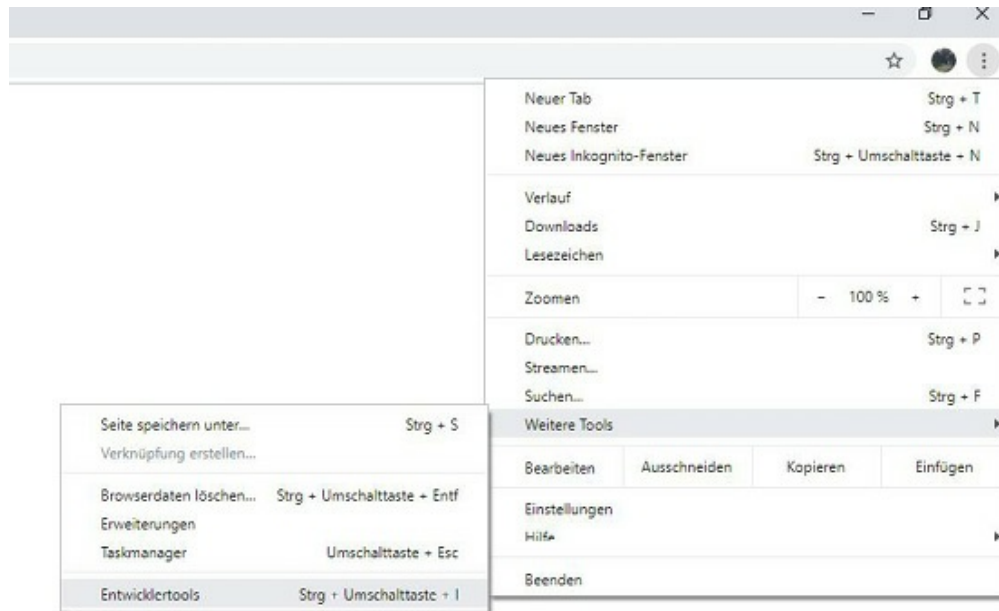 Neuer Tab Strg + T
Neues Fenster Strg + N
Neues Inkognito-Fenster Strg + Umschalttaste + N
Verlauf
Downloads Strg + J
Lesezeichen
Zoomen - 100 % +
Drucken... Strg + P
Streamen...
Suchen... Strg + F
Weitere Tools
Bearbeiten Ausschneiden Kopieren Einfügen
Einstellungen
Hilfe
Beenden
Seite speichern unter... Strg + S
Verknüpfung erstellen...
Browserdaten löschen... Strg + Umschalttaste + Entf
Erweiterungen
Taskmanager Umschalttaste + Esc
Entwicklertools Strg + Umschalttaste + I